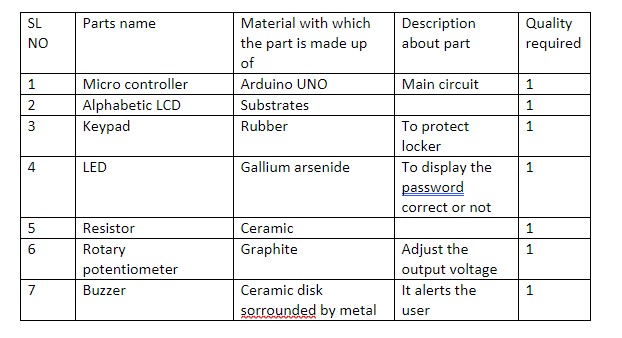 SL NO | Parts name | Material with which the part is made up of | Description about part | Quality required
1 | Micro controller | Arduino UNO | Main circuit | 1
2 | Alphabetic LCD | Substrates | | 1
3 | Keypad | Rubber | To protect locker | 1
4 | LED | Gallium arsenide | To display the password correct or not | 1
5 | Resistor | Ceramic | | 1
6 | Rotary potentiometer | Graphite | Adjust the output voltage | 1
7 | Buzzer | Ceramic disk sorrounded by metal | It alerts the user | 1